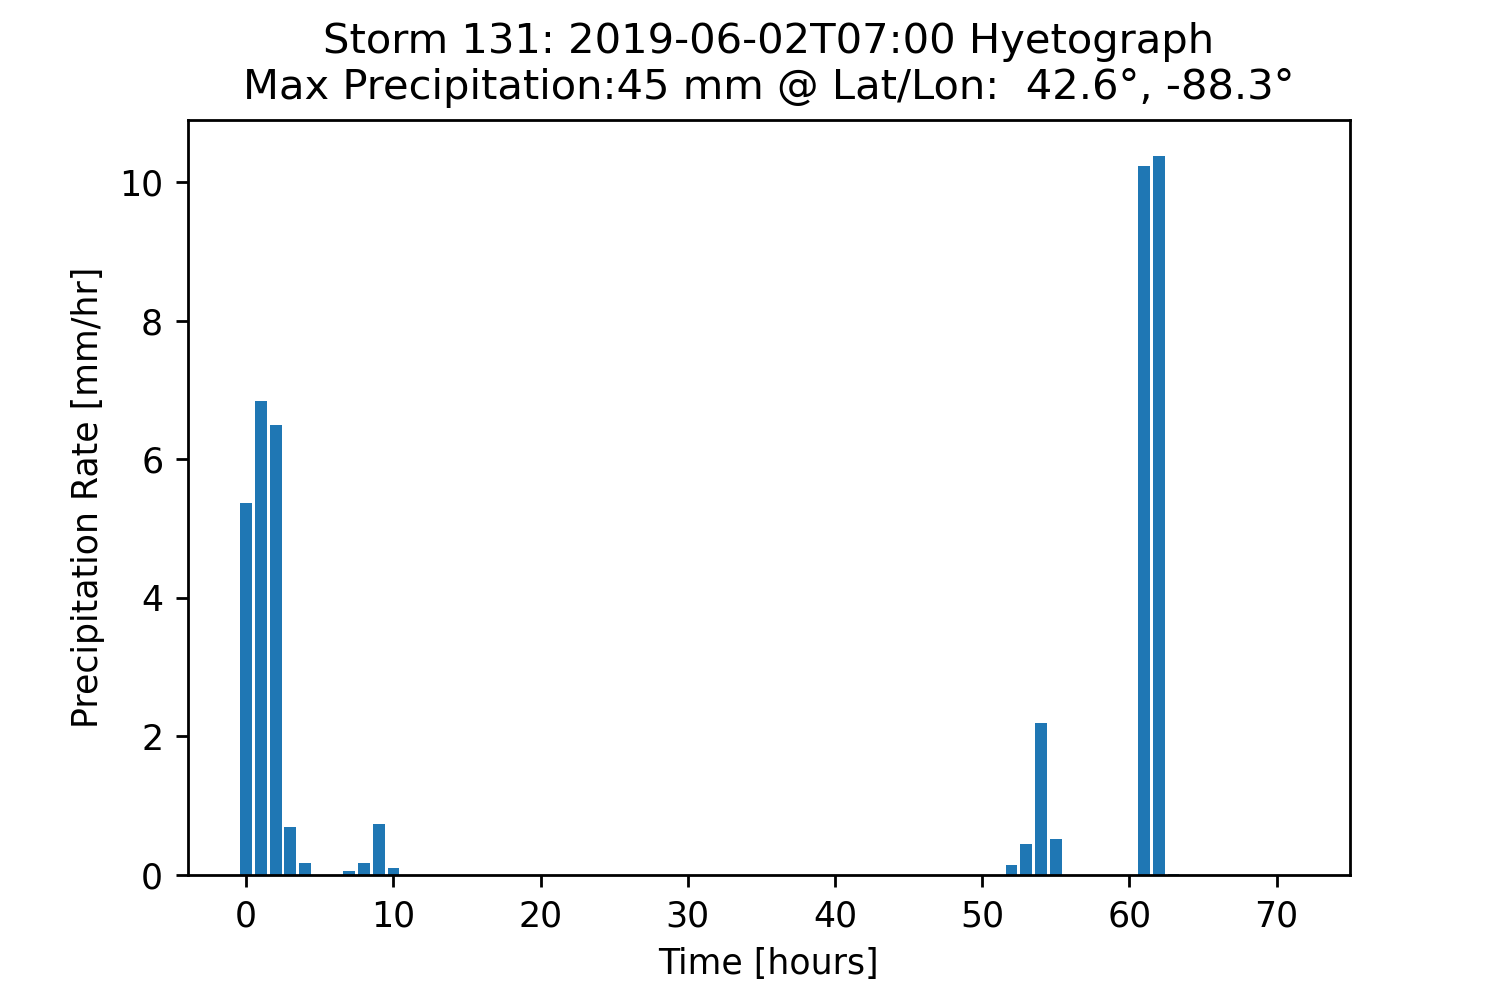 Storm 131: 2019-06-02T07:00 Hyetograph
Max Precipitation:45 mm @ Lat/Lon:  42.6°, -88.3°
Precipitation Rate [mm/hr]
10
8
6
4
2
0
0 10 20 30 40 50 60 70
Time [hours]